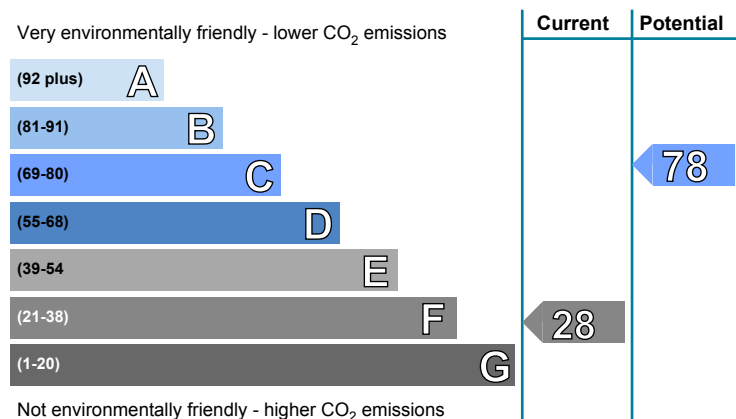 Very environmentally friendly - lower CO₂ emissions
Current
Potential
(92 plus) A
(81-91) B
(69-80) C
78
(55-68) D
(39-54 E
(21-38) F
28
(1-20) G
Not environmentally friendly - higher CO₂ emissions